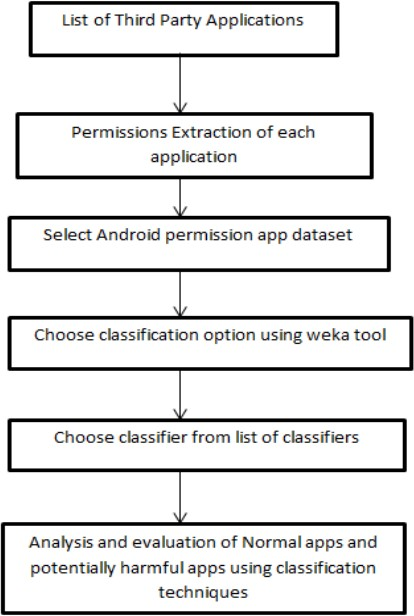 List of Third Party Applications
Permissions Extraction of each
application
Select Android permission app dataset
Choose classification option using weka tool
Choose classifier from list of classifiers
Analysis and evaluation of Normal apps and
potentially harmful apps using classification
techniques